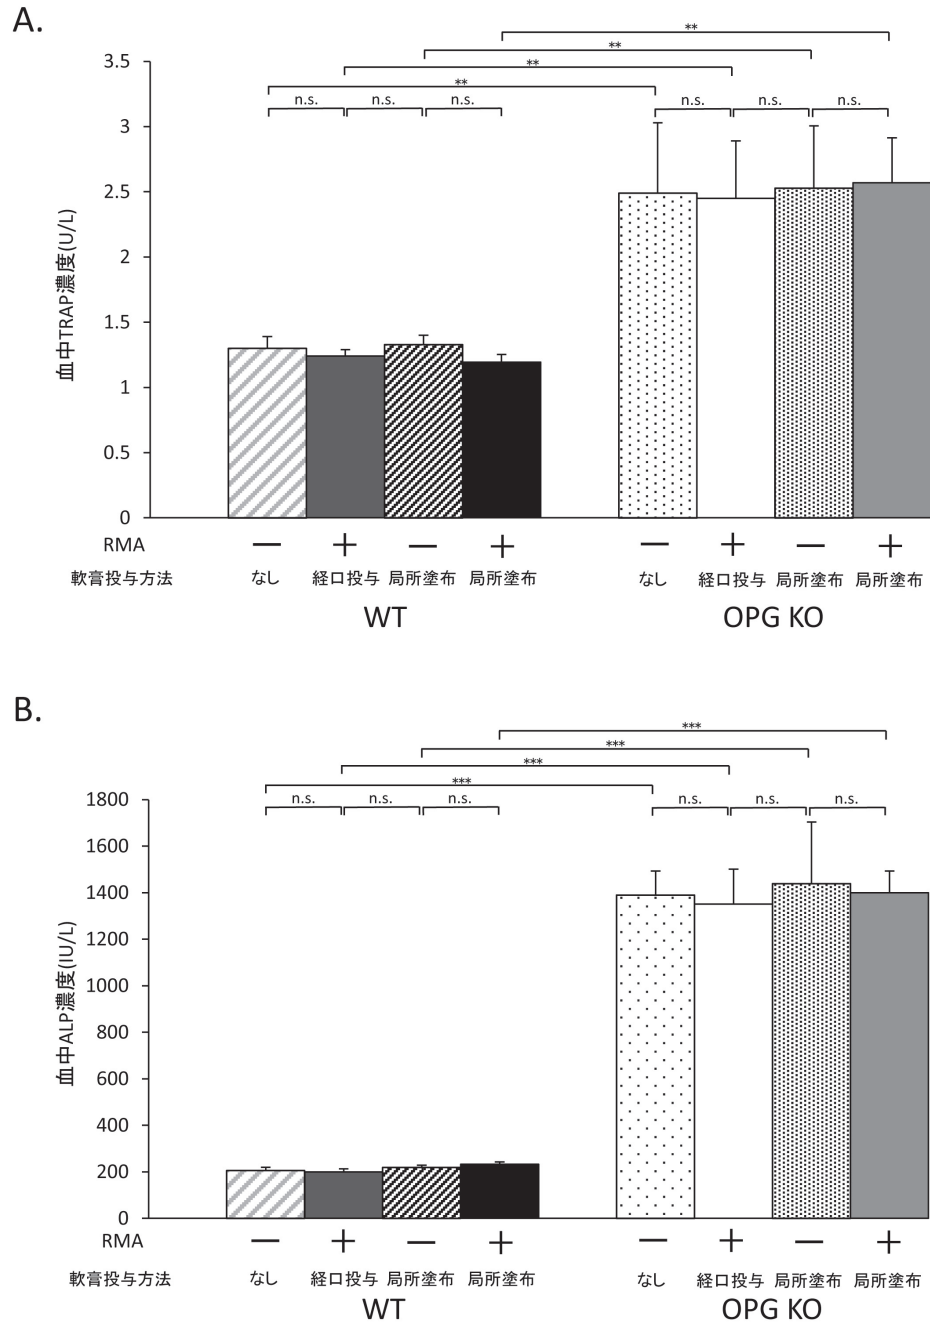 A.
**
**
**
**
n.s. n.s. n.s. n.s. n.s. n.s.
3.5
3
2.5
2
1.5
1
0.5
0
血中TRAP濃度(U/L)
RMA － ＋ － ＋ － ＋ － ＋
軟膏投与方法 なし 経口投与 局所塗布 局所塗布 なし 経口投与 局所塗布 局所塗布
WT OPG KO
B.
***
***
***
***
n.s. n.s. n.s. n.s. n.s. n.s.
1800
1600
1400
1200
1000
800
600
400
200
0
血中ALP濃度(IU/L)
RMA － ＋ － ＋ － ＋ － ＋
軟膏投与方法 なし 経口投与 局所塗布 局所塗布 なし 経口投与 局所塗布 局所塗布
WT OPG KO